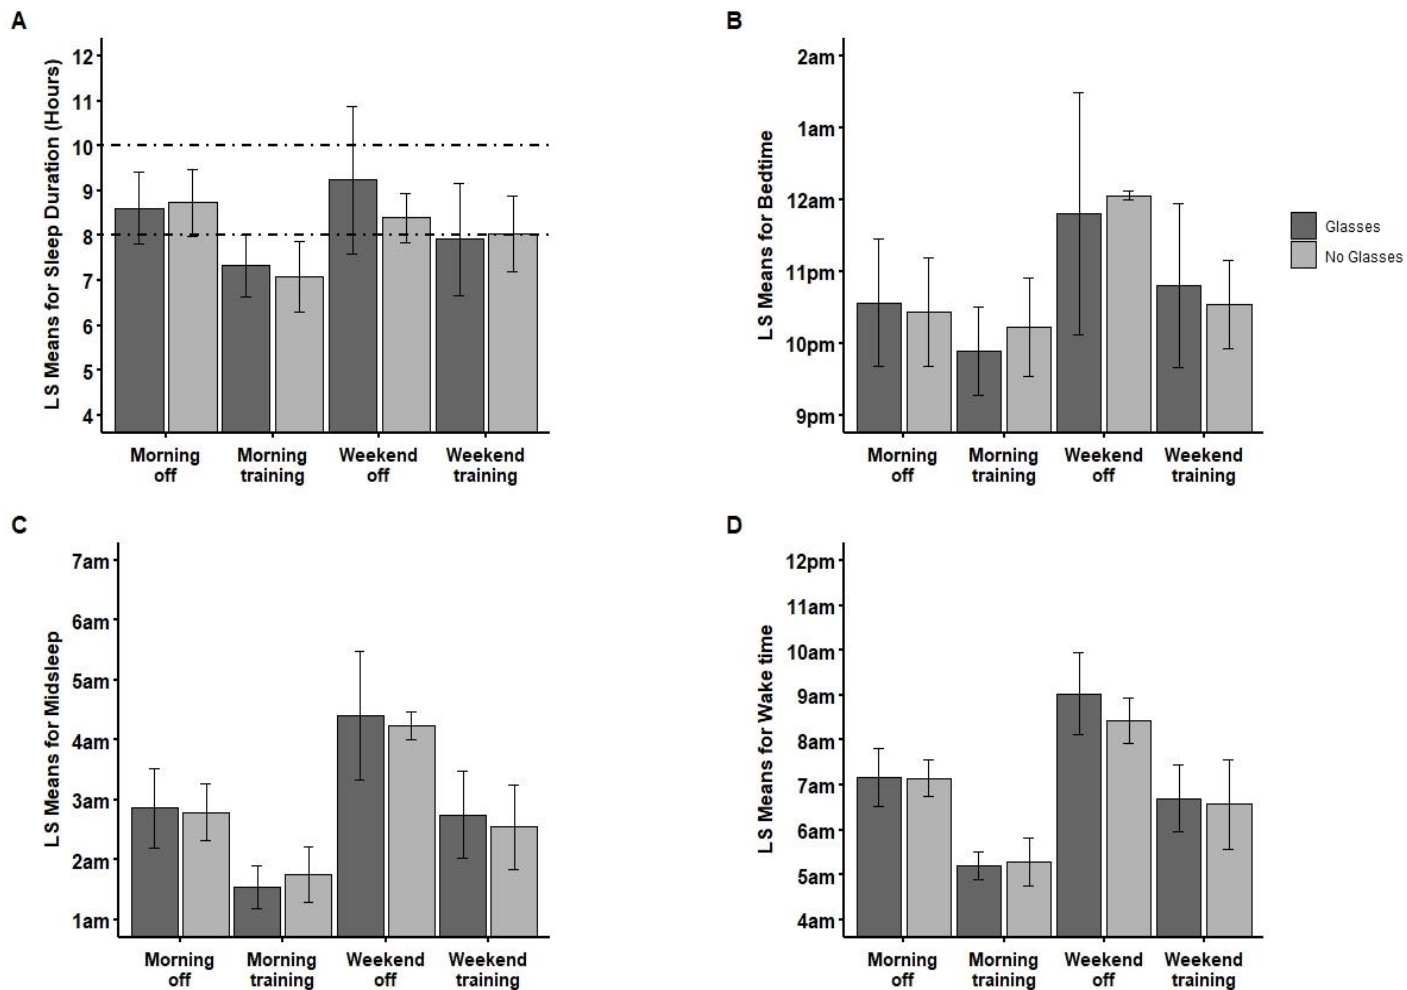 A
LS Means for Sleep Duration (Hours)
12
11
10
9
8
7
6
5
4
Morning off
Morning training
Weekend off
Weekend training
B
LS Means for Bedtime
2am
1am
12am
11pm
10pm
9pm
Morning off
Morning training
Weekend off
Weekend training
Glasses
No Glasses
C
LS Means for Midsleep
7am
6am
5am
4am
3am
2am
1am
Morning off
Morning training
Weekend off
Weekend training
D
LS Means for Wake time
12pm
11am
10am
9am
8am
7am
6am
5am
4am
Morning off
Morning training
Weekend off
Weekend training